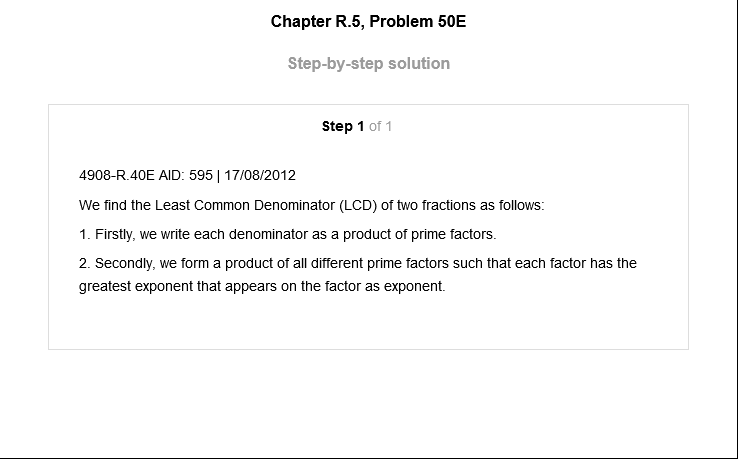 Chapter R.5, Problem 50E
Step-by-step solution
Step 1 of 1
4908-R.40E AID: 595 | 17/08/2012
We find the Least Common Denominator (LCD) of two fractions as follows:
1. Firstly, we write each denominator as a product of prime factors.
2. Secondly, we form a product of all different prime factors such that each factor has the
greatest exponent that appears on the factor as exponent.